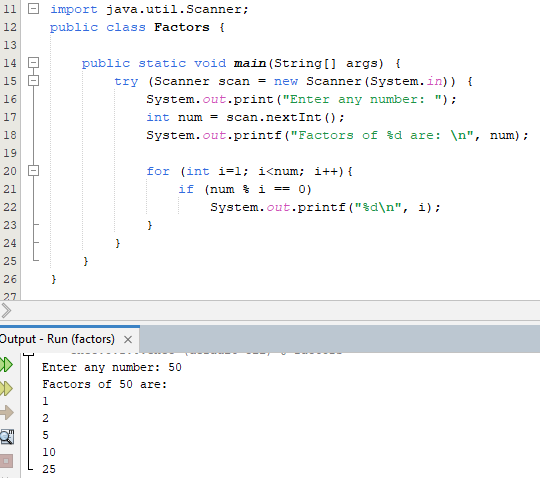 11 import java.util.Scanner;
12 public class Factors {
13
14 public static void main(String[] args) {
15 try (Scanner scan = new Scanner(System.in)) {
16 System.out.print("Enter any number: ");
17 int num = scan.nextInt();
18 System.out.printf("Factors of %d are: \n", num);
19
20 for (int i=1; i<num; i++){
21 if (num % i == 0)
22 System.out.printf("%d\n", i);
23 }
24 }
25 }
26 }
27
Output - Run (factors) ×
Enter any number: 50
Factors of 50 are:
1
2
5
10
25